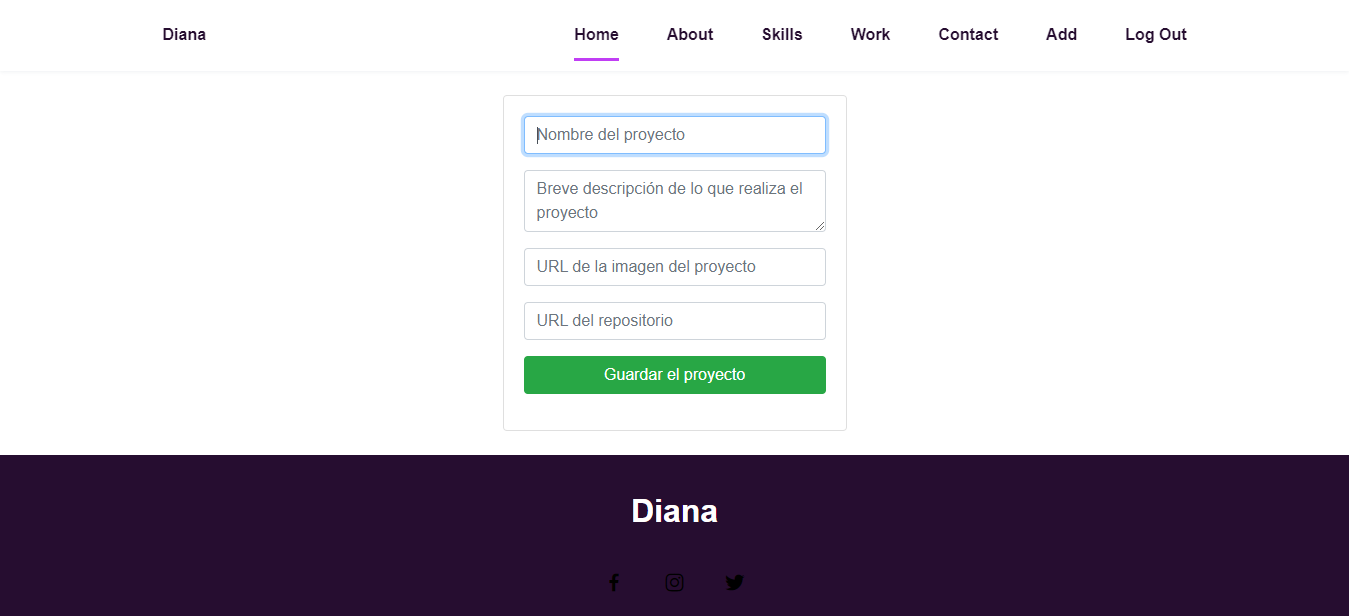 Diana Home About Skills Work Contact Add Log Out
Nombre del proyecto
Breve descripción de lo que realiza el
proyecto
URL de la imagen del proyecto
URL del repositorio
Guardar el proyecto
Diana